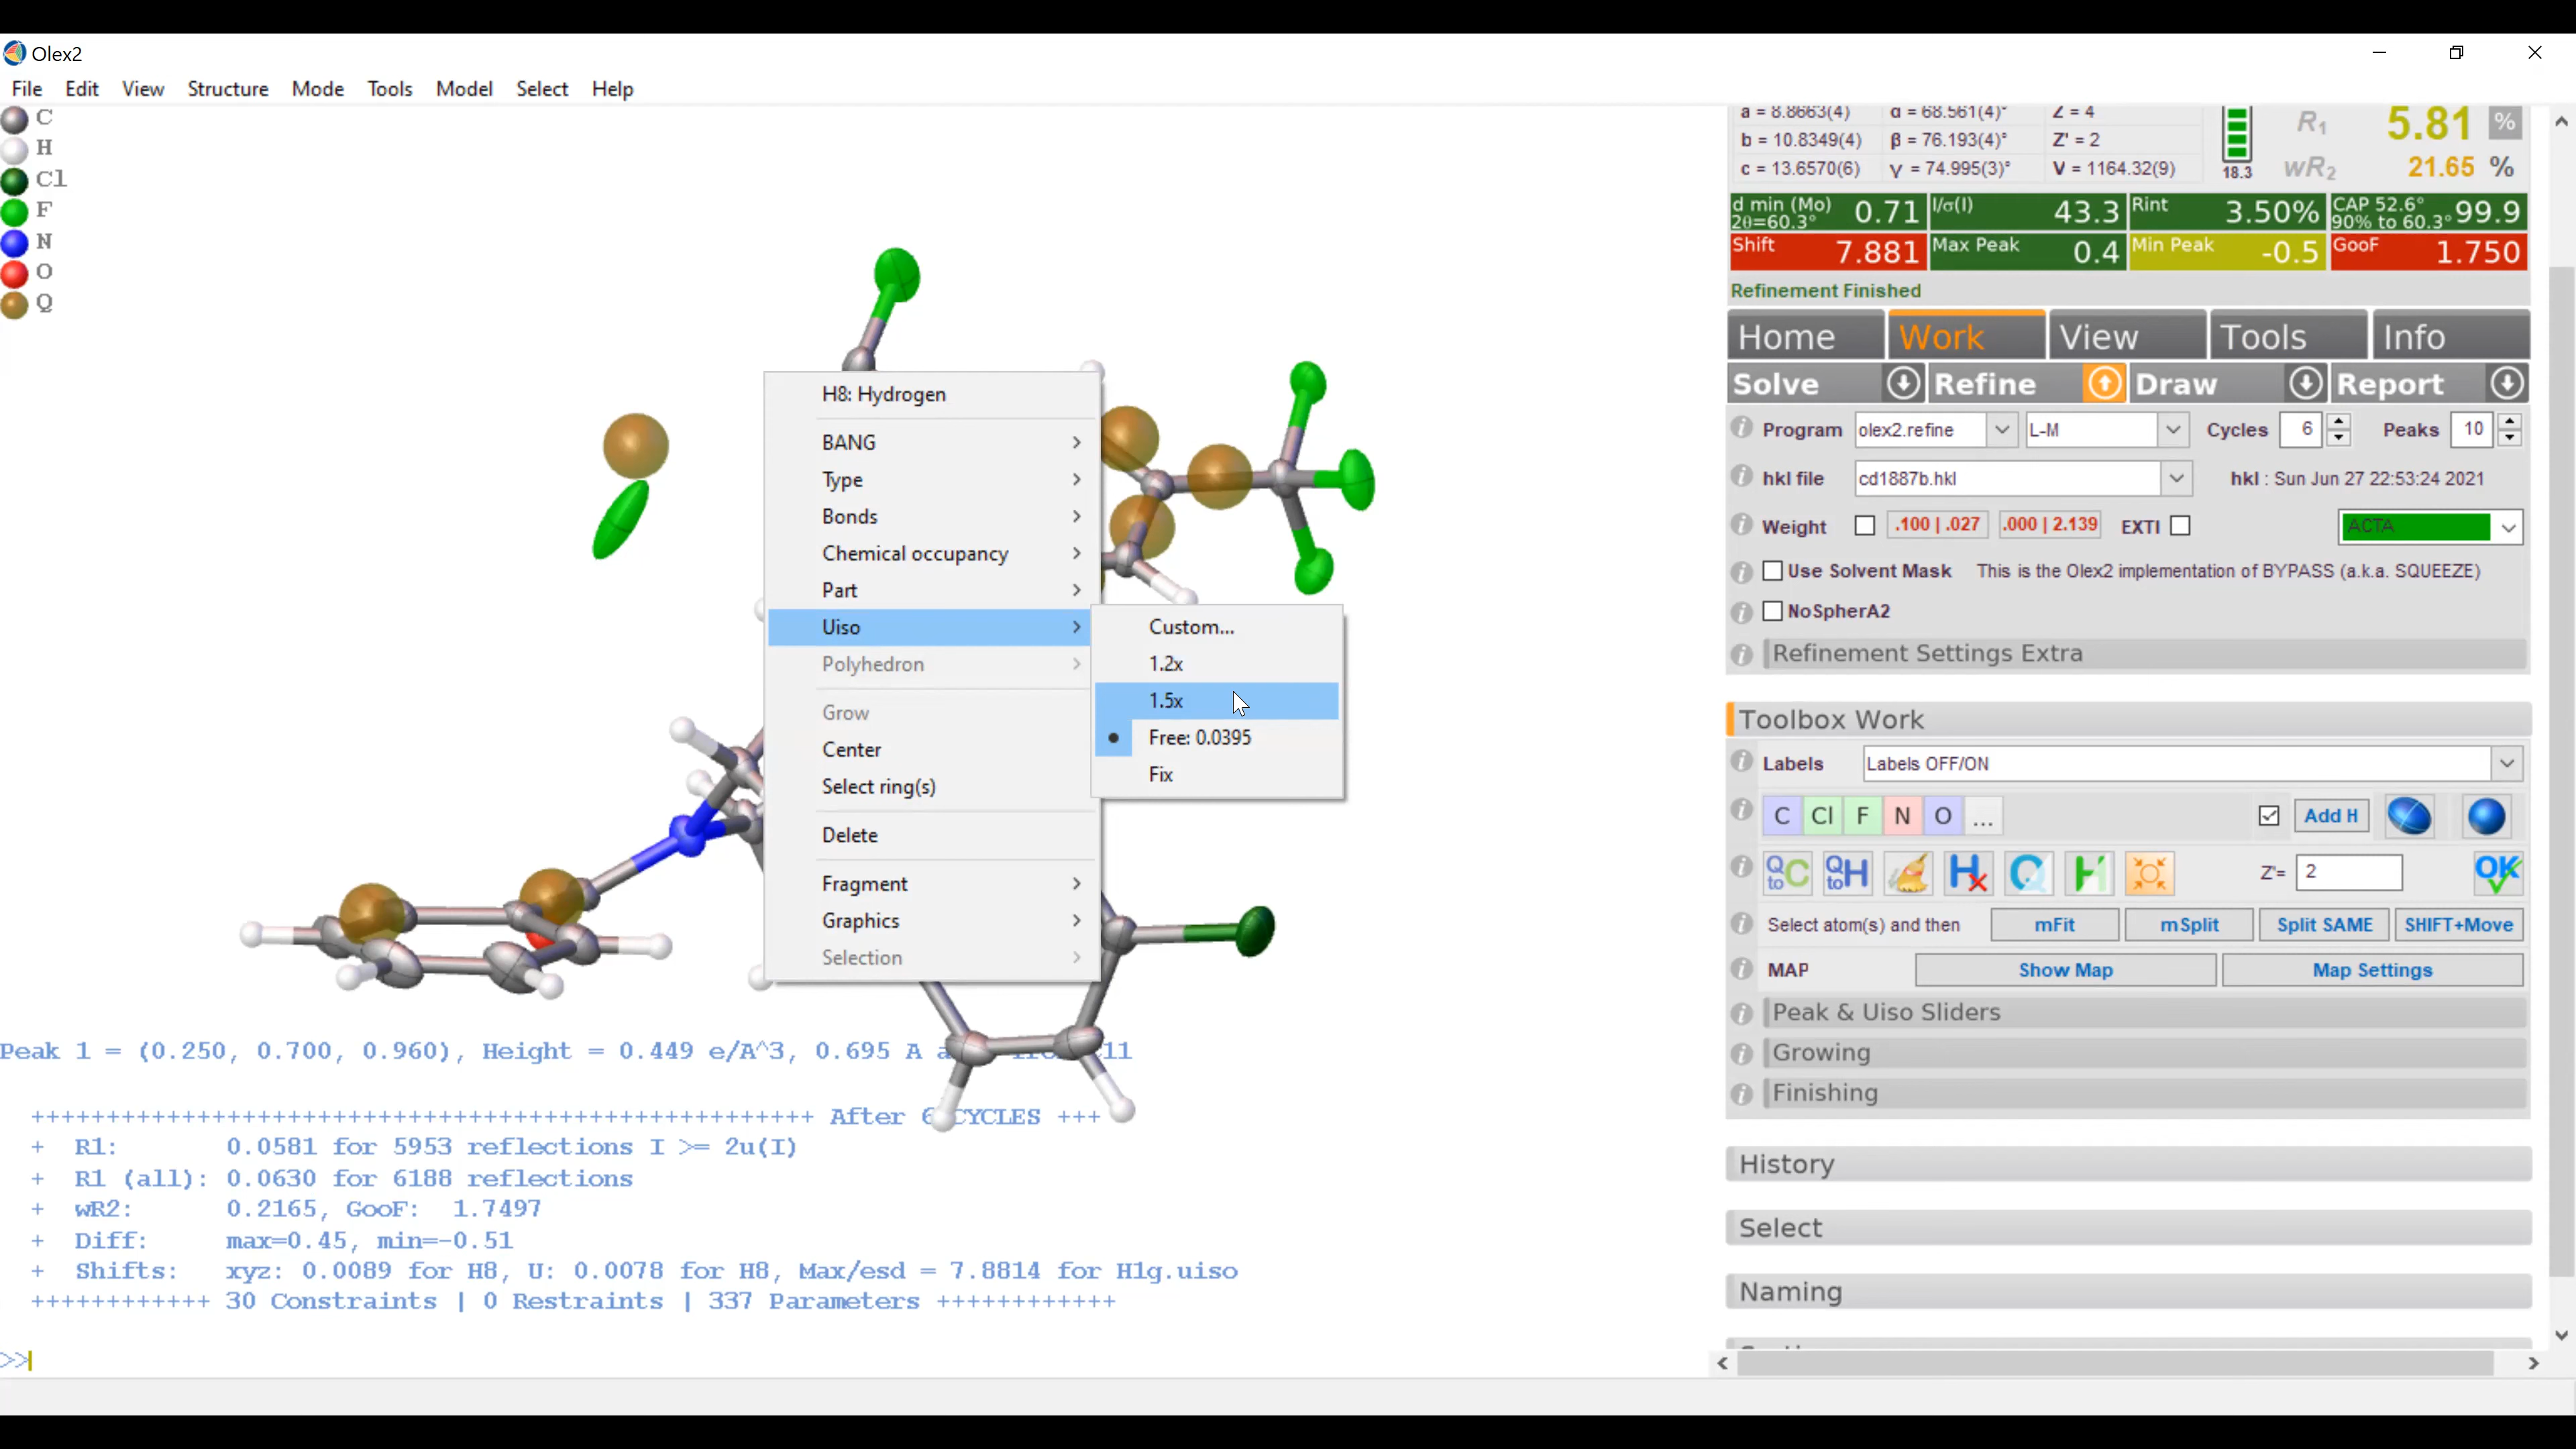 Olex2
File Edit View Structure Mode Tools Model Select Help
C
H
Cl
F
N
O
Q
a = 8.8663(4) α = 68.561(4)° Z = 4
b = 10.8349(4) β = 76.193(4)° Z' = 2
c = 13.6570(6) γ = 74.995(3)° V = 1164.32(9)
18.3
R1 5.81 %
wR2 21.65 %
d min (Mo) 2θ=60.3° 0.71 I/σ(I) 43.3 Rint 3.50% CAP 52.6° 90% to 60.3° 99.9
Shift 7.881 Max Peak 0.4 Min Peak -0.5 GooF 1.750
Refinement Finished
Home Work View Tools Info
Solve Refine Draw Report
Program olex2.refine L-M Cycles 6 Peaks 10
hkl file cd1887b.hkl hkl : Sun Jun 27 22:53:24 2021
Weight .100 | .027 .000 | 2.139 EXTI ACTA
Use Solvent Mask This is the Olex2 implementation of BYPASS (a.k.a. SQUEEZE)
NoSpherA2
Refinement Settings Extra
Toolbox Work
Labels Labels OFF/ON
C Cl F N O ... Add H
Q to C Q to H H Q H Z'= 2 OK
Select atom(s) and then mFit mSplit Split SAME SHIFT+Move
MAP Show Map Map Settings
Peak & Uiso Sliders
Growing
Finishing
History
Select
Naming
H8: Hydrogen
BANG
Type
Bonds
Chemical occupancy
Part
Uiso
Polyhedron
Grow
Center
Select ring(s)
Delete
Fragment
Graphics
Selection
Custom...
1.2x
1.5x
Free: 0.0395
Fix
Peak 1 = (0.250, 0.700, 0.960), Height = 0.449 e/A^3, 0.695 A 11
++++++++++++++++++++++++++++++++++++++++++++++++++++ After 6 CYCLES +++
+ R1: 0.0581 for 5953 reflections I >= 2u(I)
+ R1 (all): 0.0630 for 6188 reflections
+ wR2: 0.2165, GooF: 1.7497
+ Diff: max=0.45, min=-0.51
+ Shifts: xyz: 0.0089 for H8, U: 0.0078 for H8, Max/esd = 7.8814 for H1g.uiso
++++++++++++ 30 Constraints | 0 Restraints | 337 Parameters ++++++++++++
>>